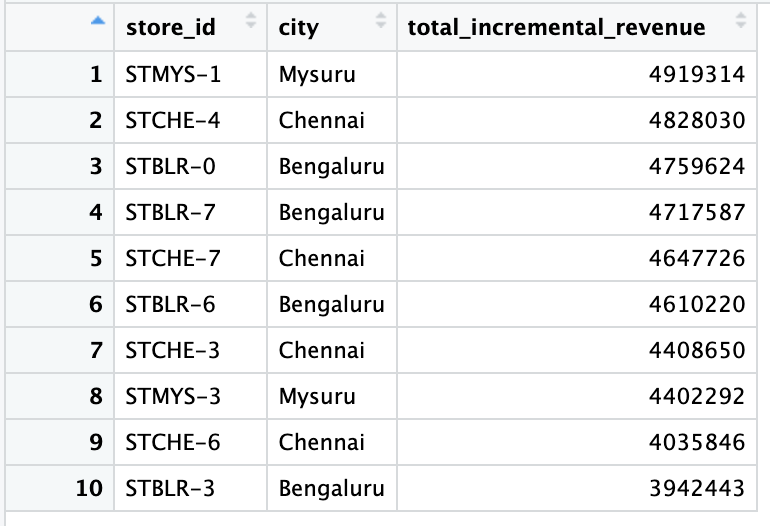 store_id city total_incremental_revenue
1 STMYS-1 Mysuru 4919314
2 STCHE-4 Chennai 4828030
3 STBLR-0 Bengaluru 4759624
4 STBLR-7 Bengaluru 4717587
5 STCHE-7 Chennai 4647726
6 STBLR-6 Bengaluru 4610220
7 STCHE-3 Chennai 4408650
8 STMYS-3 Mysuru 4402292
9 STCHE-6 Chennai 4035846
10 STBLR-3 Bengaluru 3942443